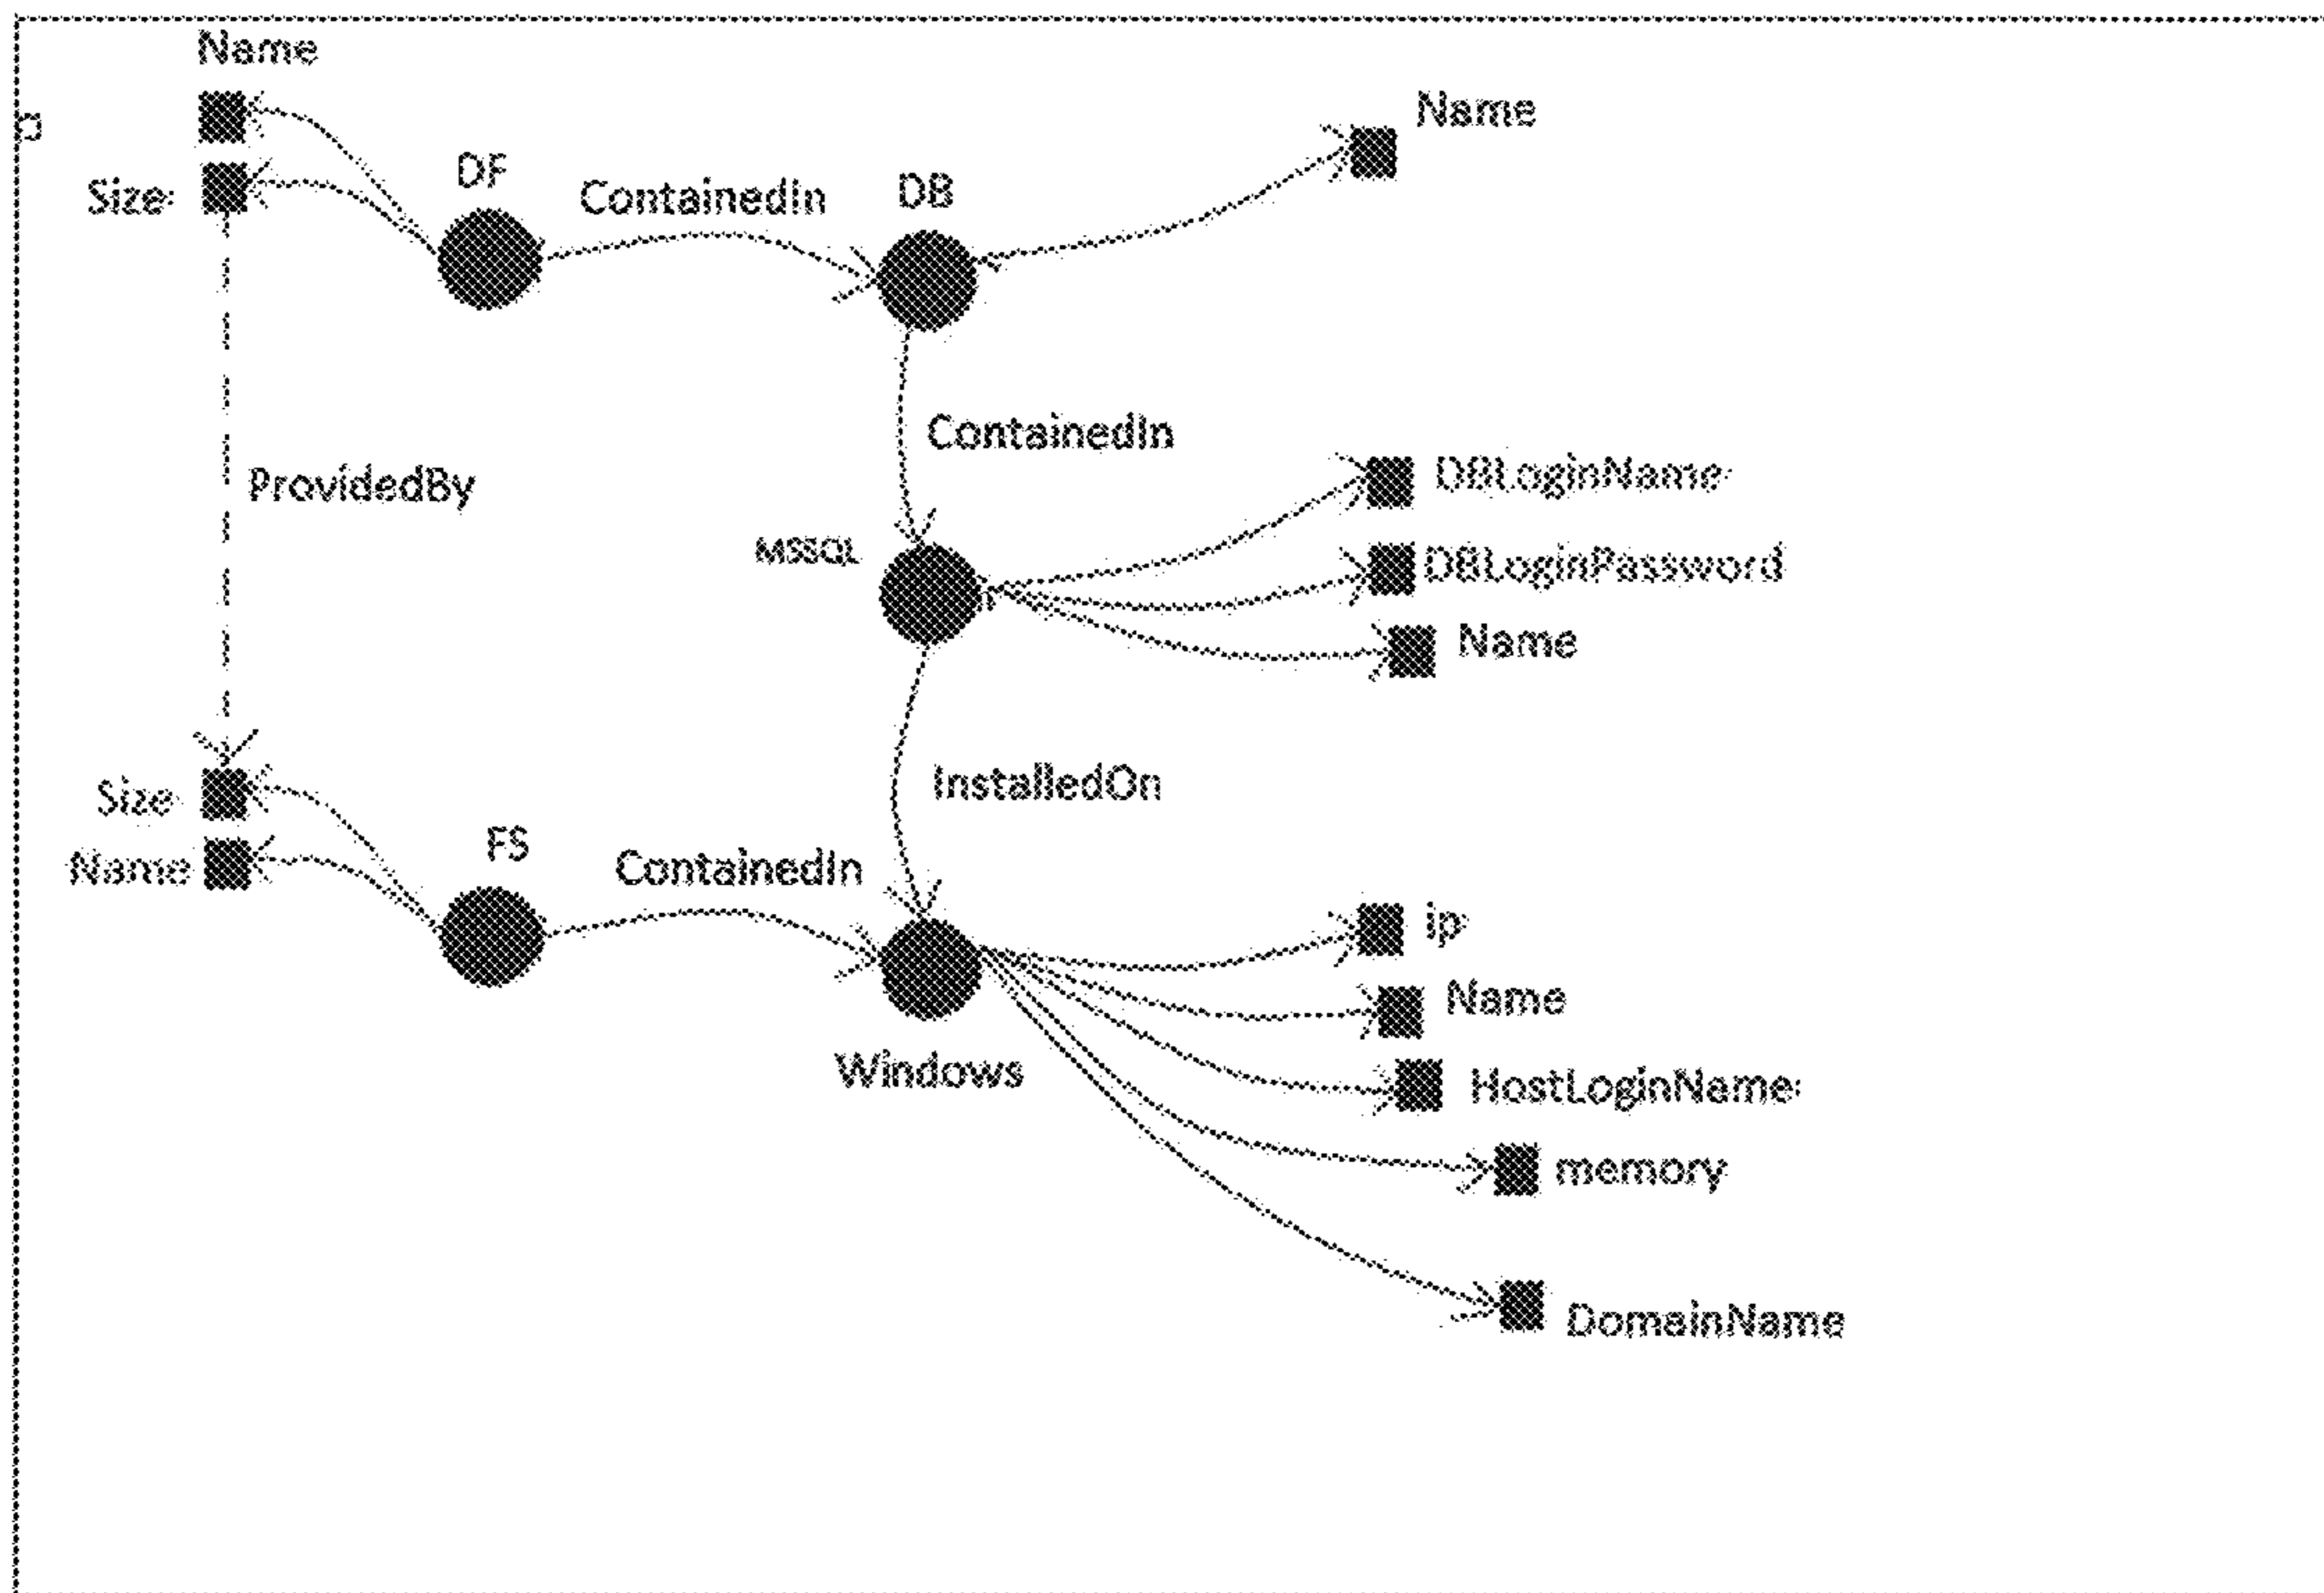 Name
Name
Size
DF
ContainedIn
DB
ContainedIn
DBLoginName
ProvidedBy
MSSQL
DBLoginPassword
Name
Size
InstalledOn
Name
FS
ContainedIn
ip
Name
Windows
HostLoginName
memory
DomainName